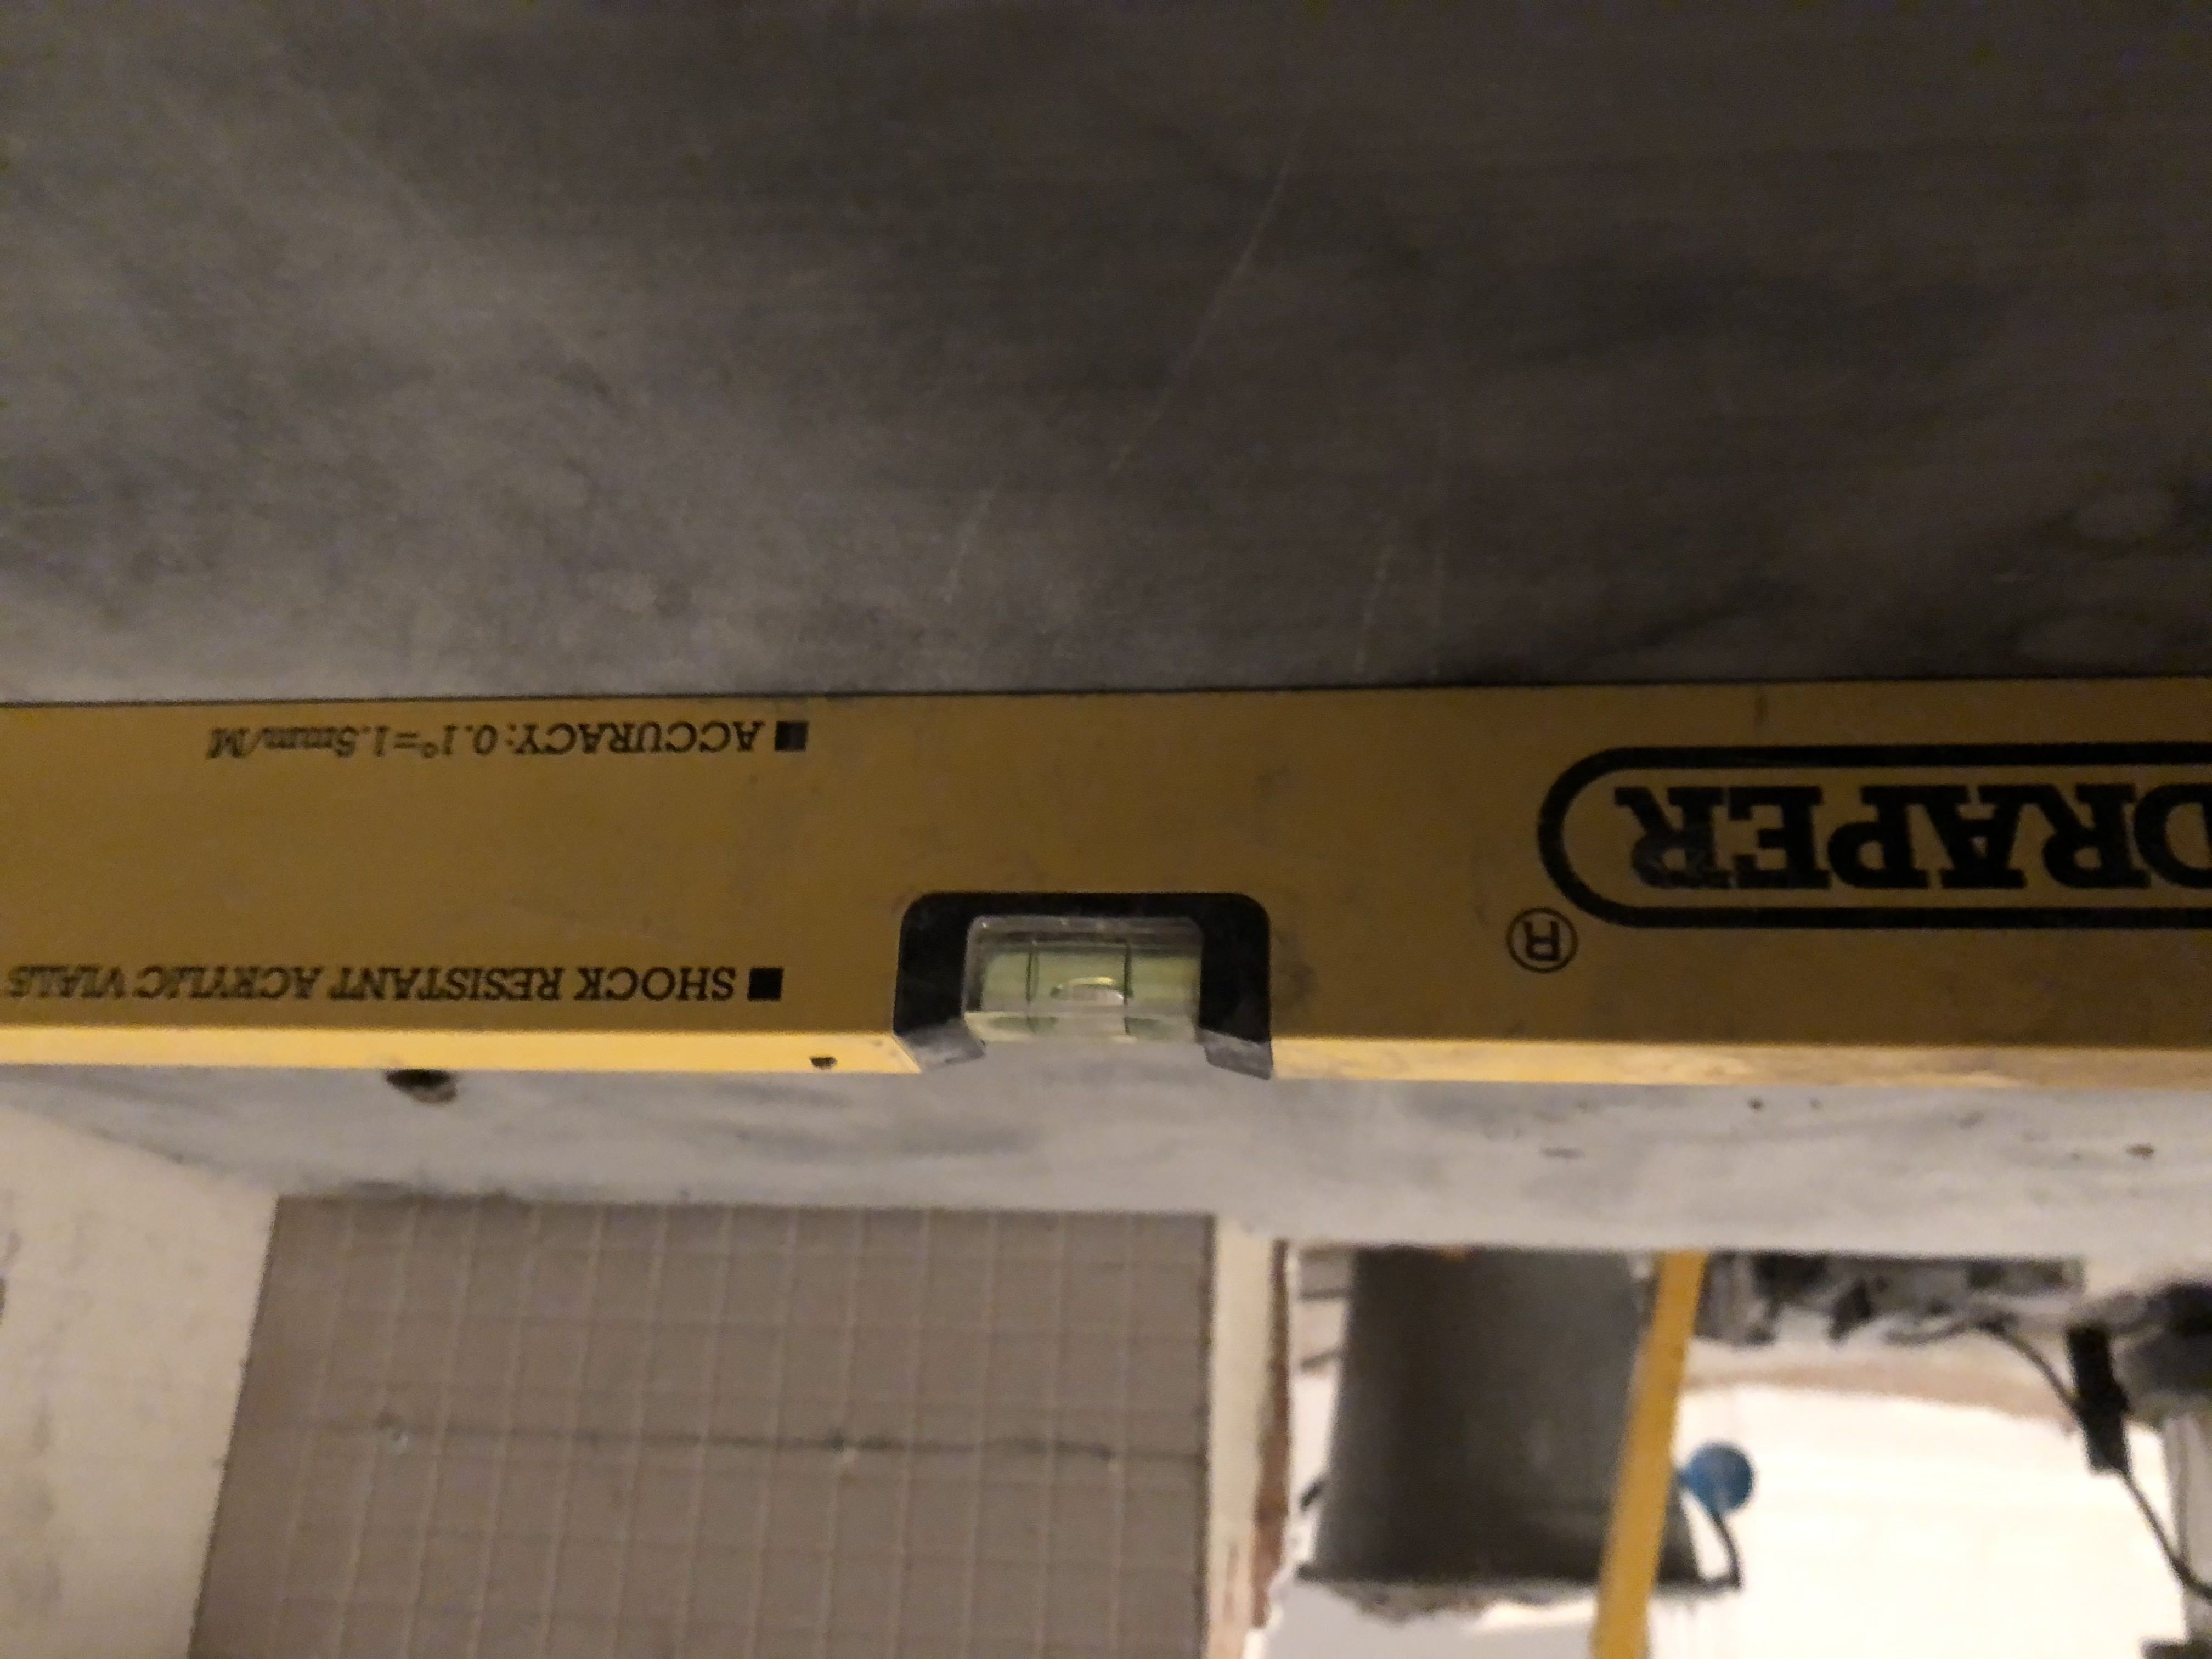 DRAPER
®
■ SHOCK RESISTANT ACRYLIC VIALS
■ ACCURACY: 0.1°=1.5mm/M